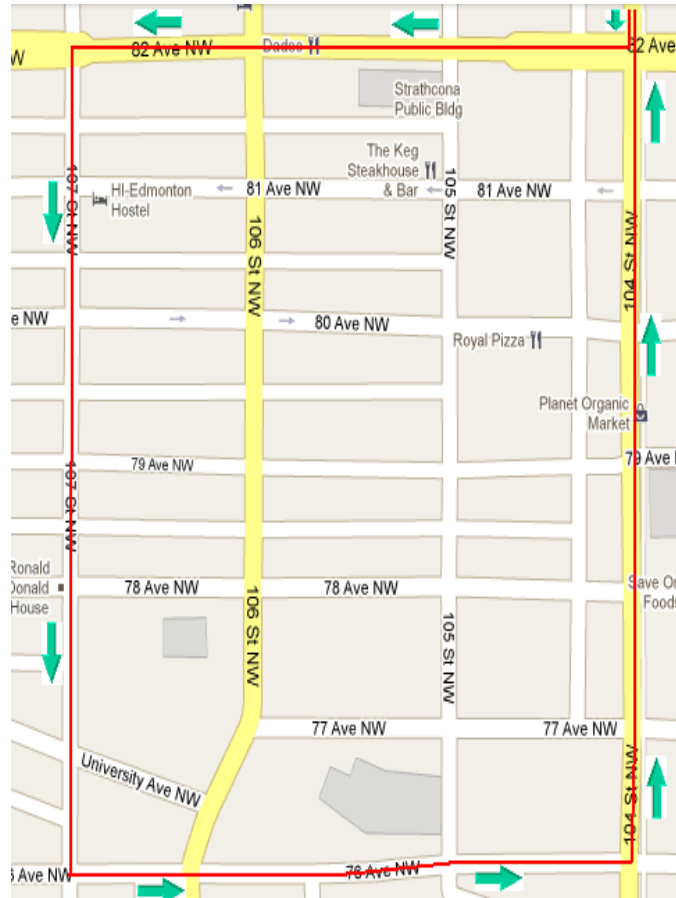 W
82 Ave NW
Dadeo
82 Ave
Strathcona
Public Bldg
The Keg
Steakhouse
& Bar
107 St NW
HI-Edmonton
Hostel
81 Ave NW
81 Ave NW
105 St NW
106 St NW
104 St NW
e NW
80 Ave NW
Royal Pizza
Planet Organic
Market
79 Ave NW
79 Ave
107 St NW
Ronald
Donald
House
78 Ave NW
78 Ave NW
Save On
Foods
106 St NW
105 St NW
77 Ave NW
77 Ave NW
University Ave NW
104 St NW
6 Ave NW
76 Ave NW